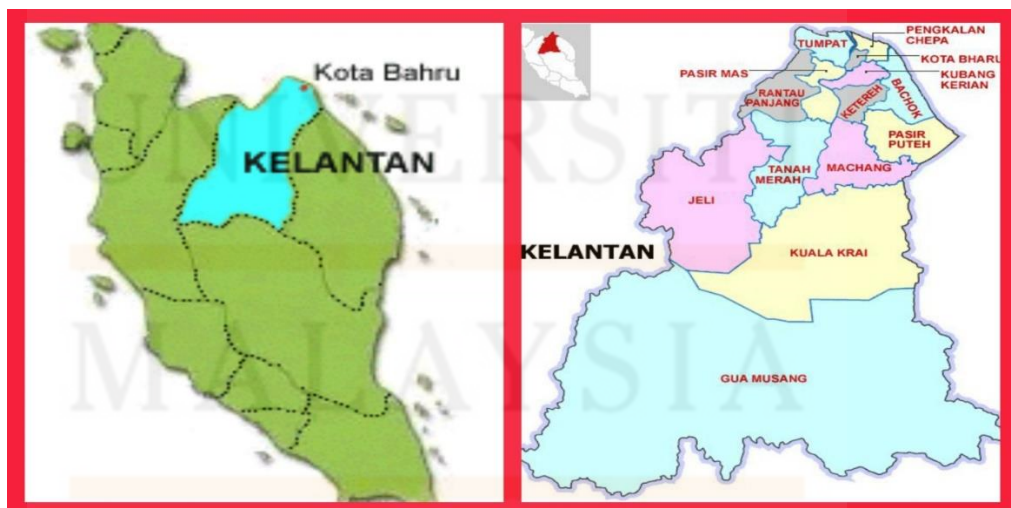 Kota Bahru
KELANTAN
UNIVERSITI
MALAYSIA
PENGKALAN
CHEPA
TUMPAT
KOTA BHARU
PASIR MAS
KUBANG
KERIAN
RANTAU
PANJANG
KETEREH
BACHOK
PASIR
PUTEH
TANAH
MERAH
MACHANG
JELI
KELANTAN
KUALA KRAI
GUA MUSANG